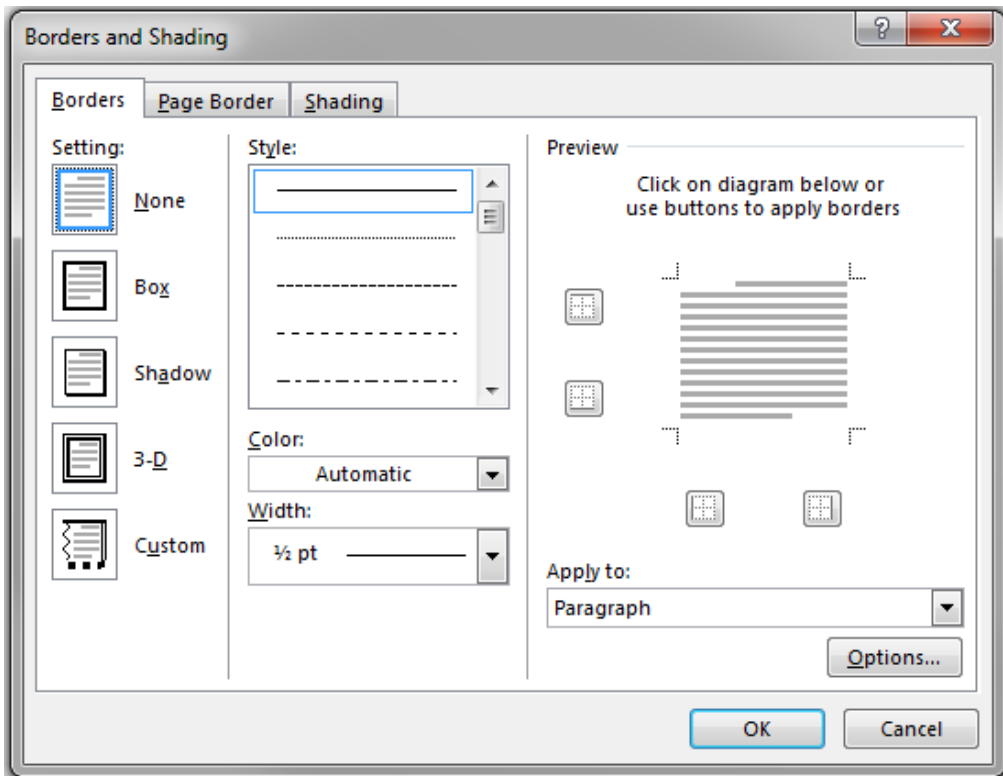 Borders and Shading
?
Borders
Page Border
Shading
Setting:
None
Box
Shadow
3-D
Custom
Style:
Color:
Automatic
Width:
½ pt
Preview
Click on diagram below or
use buttons to apply borders
Apply to:
Paragraph
Options...
OK
Cancel